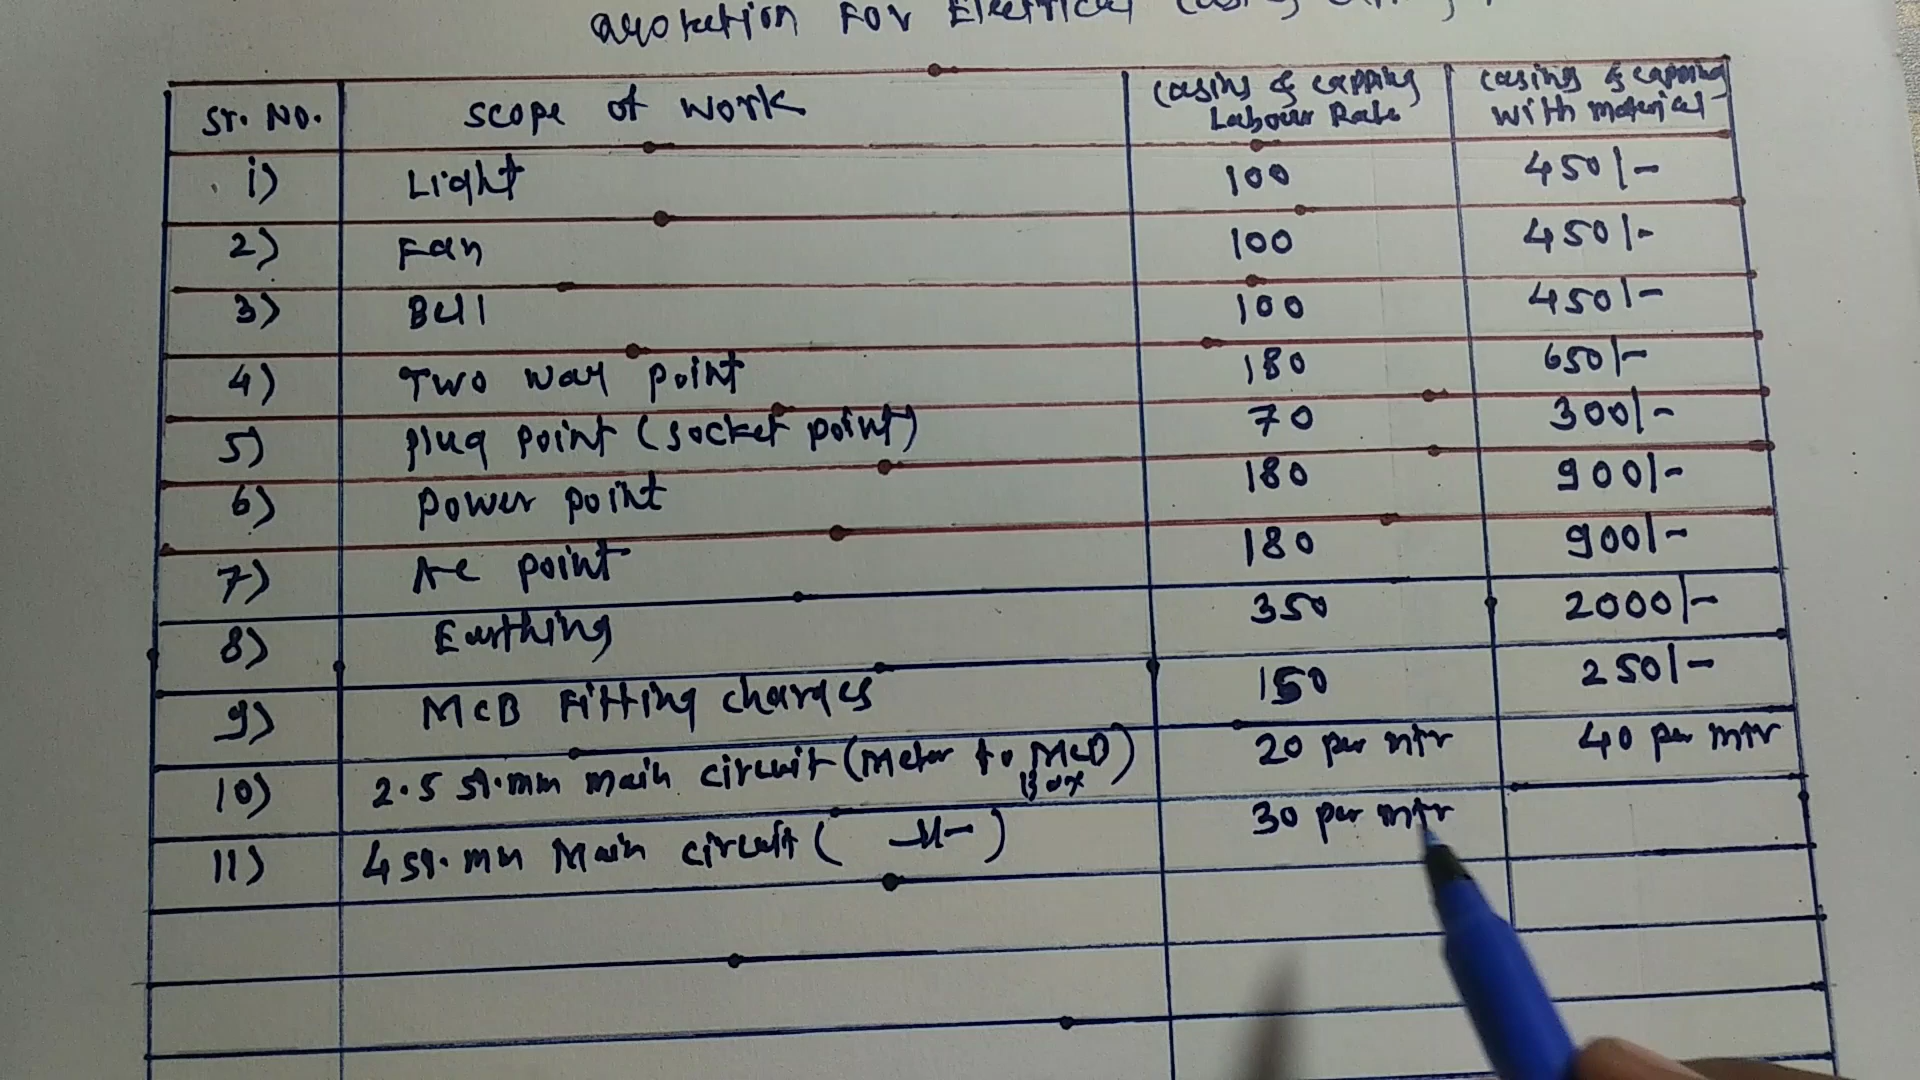 Quotation For Electrical Casing
Sr. No. Scope of work Casing & capping Labour Rate Casing & capping with material
1) Light 100 450/-
2) Fan 100 450/-
3) Bell 100 450/-
4) Two way point 180 650/-
5) Plug point (socket point) 70 300/-
6) Power point 180 900/-
7) Ac point 180 900/-
8) Earthing 350 2000/-
9) MCB Fitting charges 150 250/-
10) 2.5 sq.mm main circuit (Meter to MCB Box) 20 per mtr 40 per mtr
11) 4 sq.mm Main circuit ( -||- ) 30 per mtr